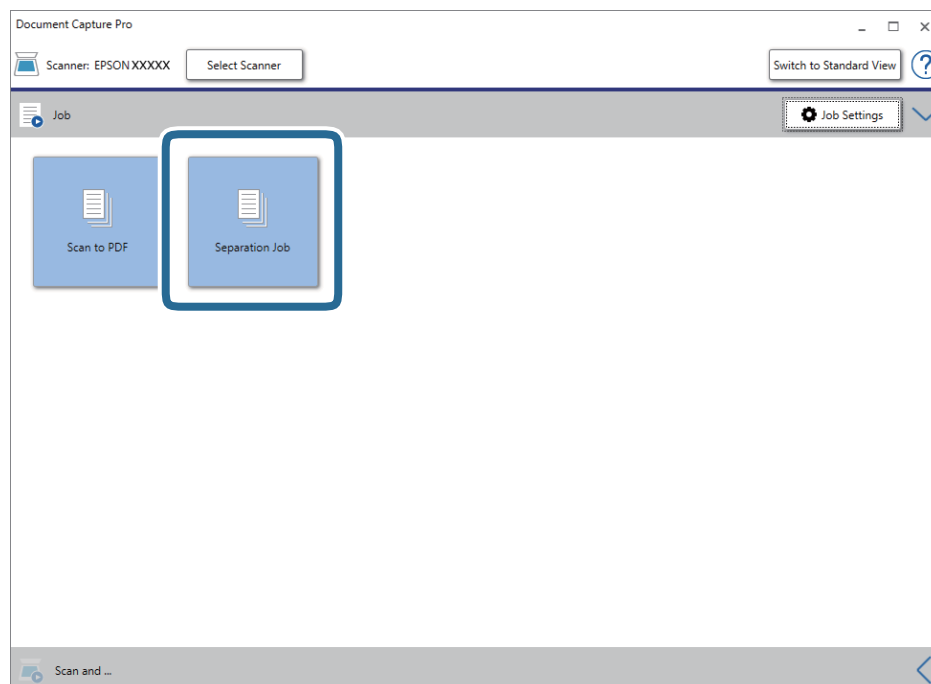 Document Capture Pro
Scanner: EPSON XXXXX Select Scanner Switch to Standard View ?
Job Job Settings
Scan to PDF Separation Job
Scan and ...